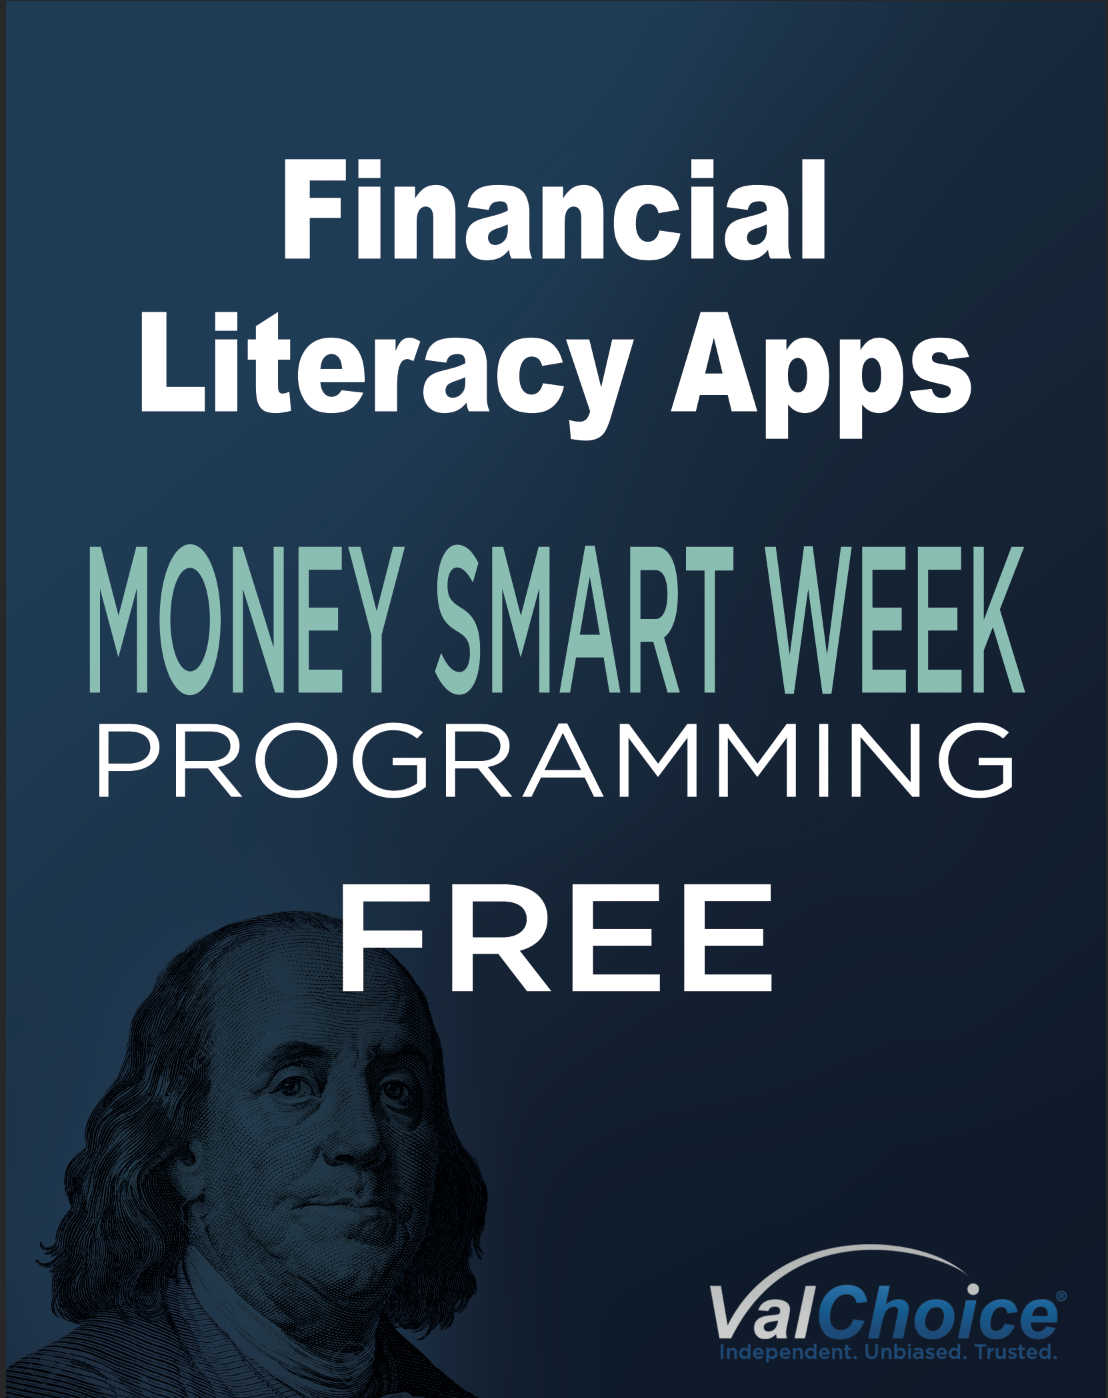 Financial
Literacy Apps
MONEY SMART WEEK
PROGRAMMING
FREE
ValChoice®
Independent. Unbiased. Trusted.